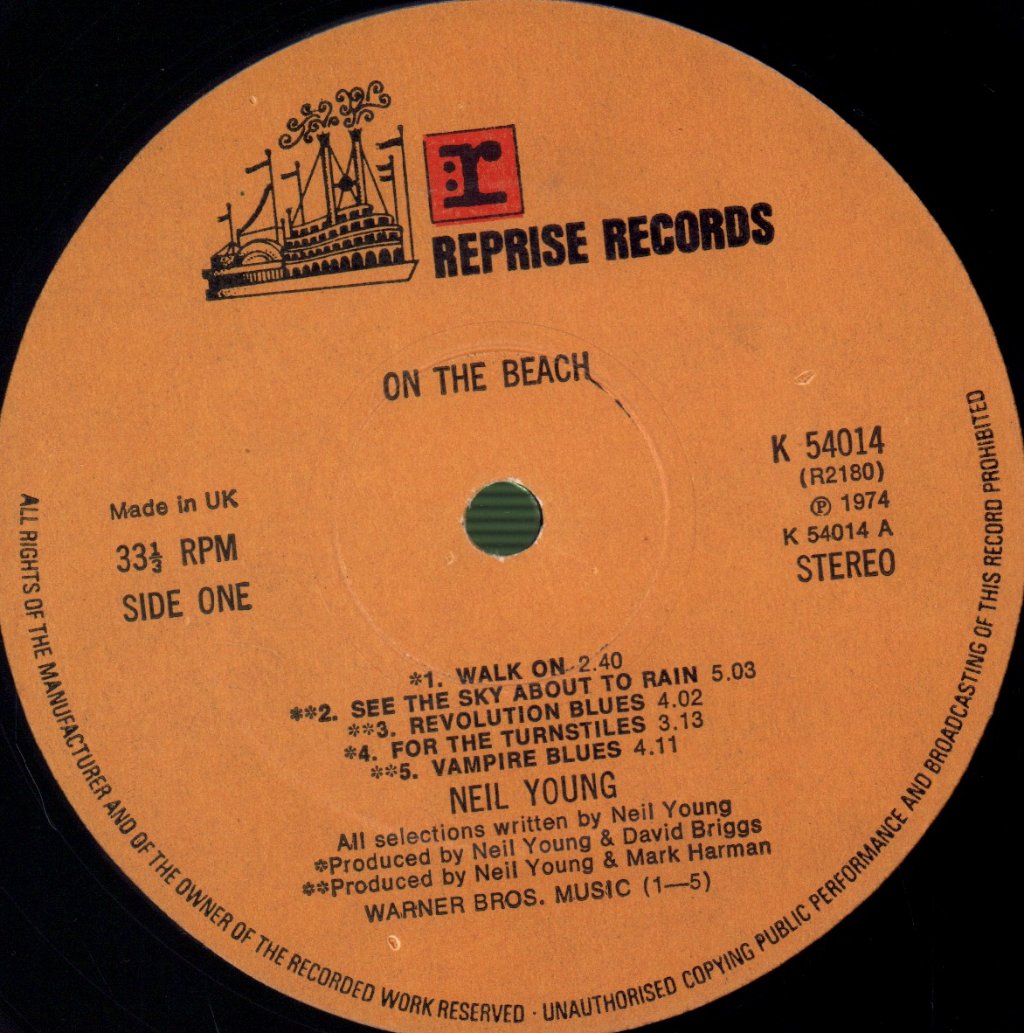 r
REPRISE RECORDS
ON THE BEACH
K 54014
(R2180)
℗ 1974
K 54014 A
STEREO
Made in UK
33⅓ RPM
SIDE ONE
*1. WALK ON 2.40
**2. SEE THE SKY ABOUT TO RAIN 5.03
**3. REVOLUTION BLUES 4.02
*4. FOR THE TURNSTILES 3.13
**5. VAMPIRE BLUES 4.11
NEIL YOUNG
All selections written by Neil Young
*Produced by Neil Young & David Briggs
**Produced by Neil Young & Mark Harman
WARNER BROS. MUSIC (1—5)
ALL RIGHTS OF THE MANUFACTURER AND OF THE OWNER OF THE RECORDED WORK RESERVED · UNAUTHORISED COPYING PUBLIC PERFORMANCE AND BROADCASTING OF THIS RECORD PROHIBITED